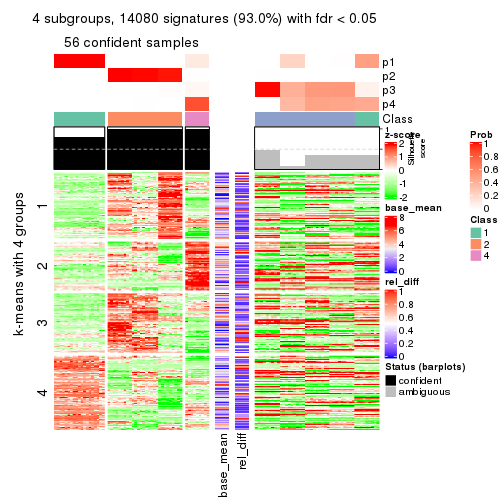 4 subgroups, 14080 signatures (93.0%) with fdr < 0.05
56 confident samples
p1
p2
p3
p4
Class
1
Silhouette
score
z-score
2
1
0
-1
-2
base_mean
8
6
4
2
0
rel_diff
1
0.8
0.6
0.4
0.2
0
Status (barplots)
confident
ambiguous
Prob
1
0.8
0.6
0.4
0.2
0
Class
1
2
4
k-means with 4 groups
1
2
3
4
base_mean
rel_diff